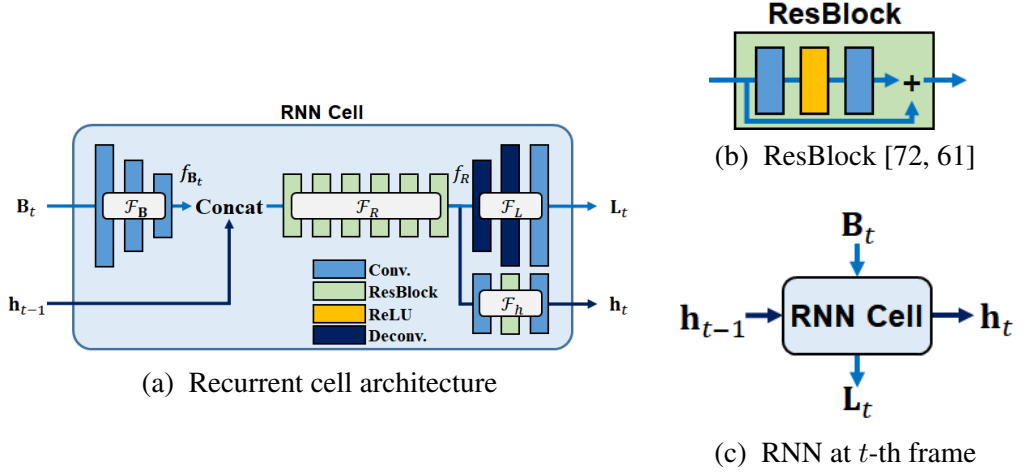 RNN Cell
B_t
F_B
f_{B_t}
Concat
F_R
f_R
F_L
L_t
h_{t−1}
F_h
h_t
Conv.
ResBlock
ReLU
Deconv.
(a) Recurrent cell architecture
ResBlock
+
(b) ResBlock [72, 61]
B_t
h_{t−1}
RNN Cell
h_t
L_t
(c) RNN at t-th frame